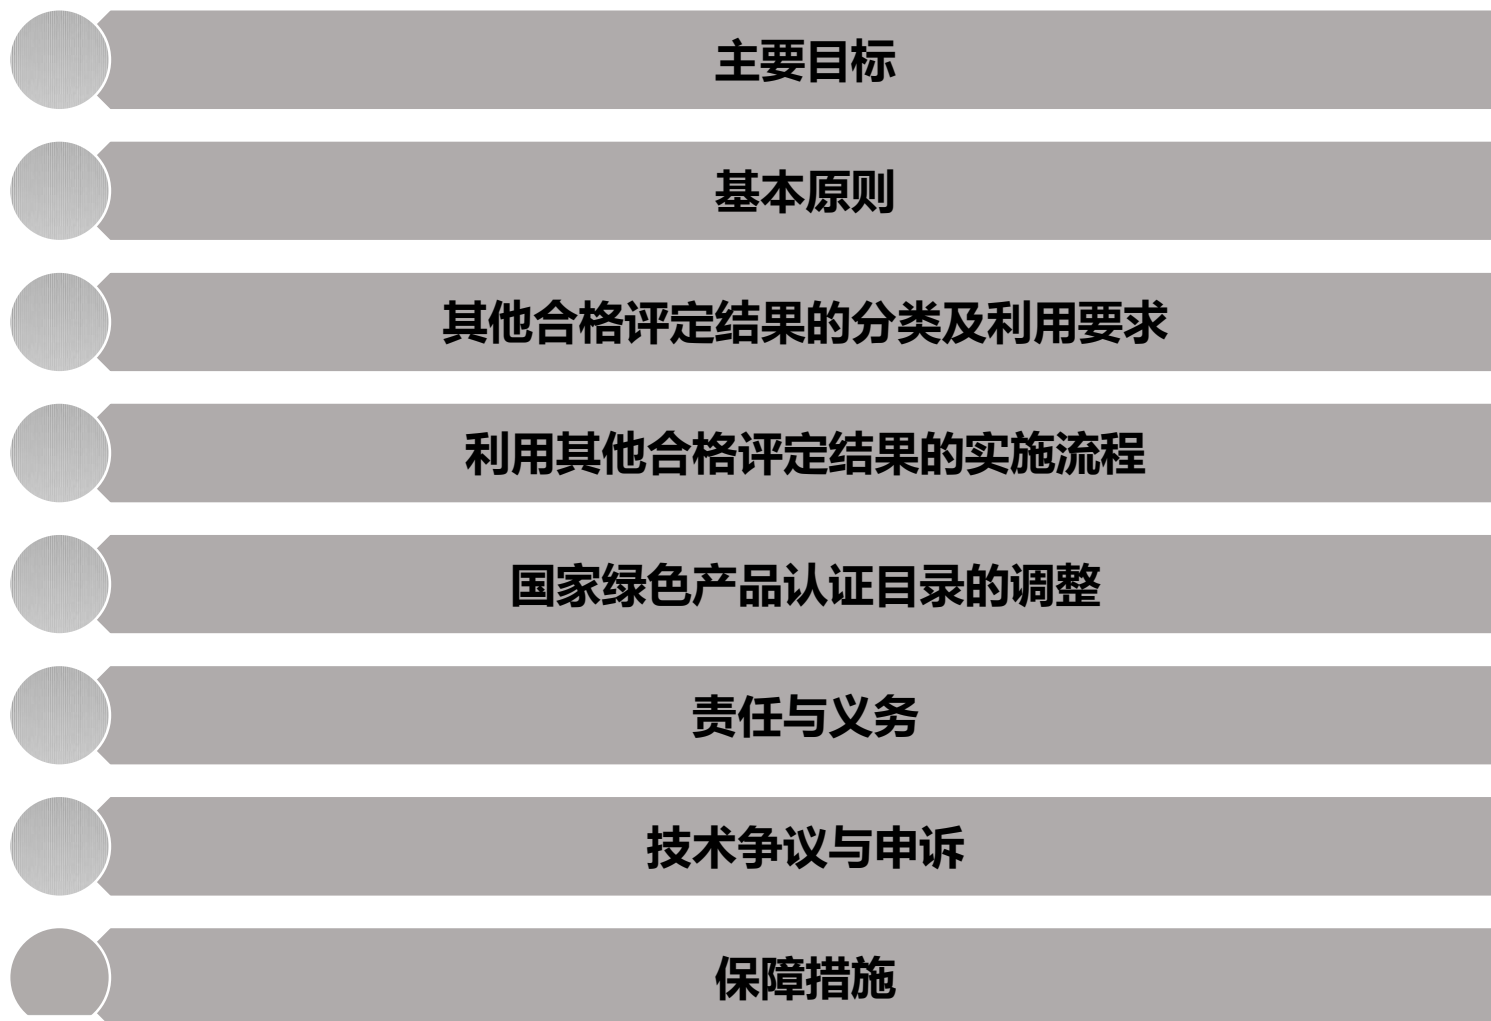 主要目标
基本原则
其他合格评定结果的分类及利用要求
利用其他合格评定结果的实施流程
国家绿色产品认证目录的调整
责任与义务
技术争议与申诉
保障措施